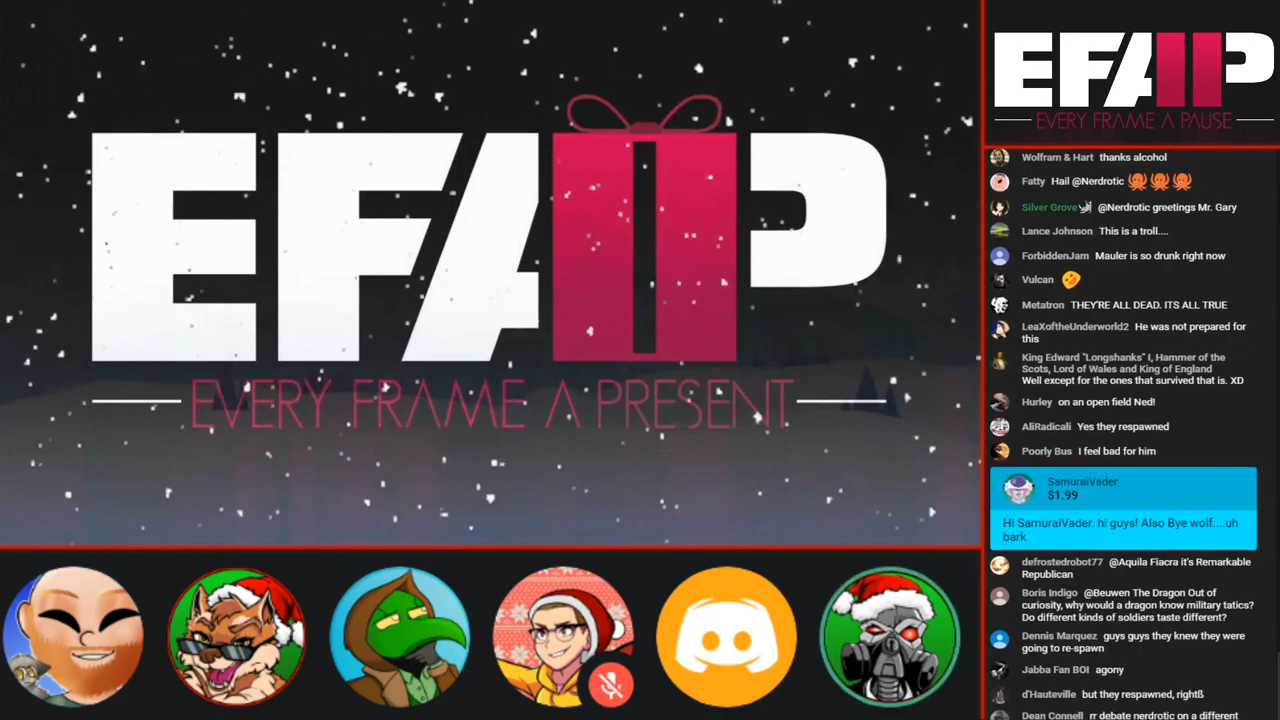 EFAP
EVERY FRAME A PRESENT
EFAP
EVERY FRAME A PAUSE
Wolfram & Hart thanks alcohol
Fatty Hail @Nerdrotic
Silver Grove @Nerdrotic greetings Mr. Gary
Lance Johnson This is a troll....
ForbiddenJam Mauler is so drunk right now
Vulcan
Metatron THEY'RE ALL DEAD. ITS ALL TRUE
LeaXoftheUnderworld2 He was not prepared for
this
King Edward "Longshanks" I, Hammer of the
Scots, Lord of Wales and King of England
Well except for the ones that survived that is. XD
Hurley on an open field Ned!
AliRadicali Yes they respawned
Poorly Bus I feel bad for him
SamuraiVader
$1.99
Hi SamuraiVader. hi guys! Also Bye wolf....uh
bark
defrostedrobot77 @Aquila Fiacra it's Remarkable
Republican
Boris Indigo @Beuwen The Dragon Out of
curiosity, why would a dragon know military tatics?
Do different kinds of soldiers taste different?
Dennis Marquez guys guys they knew they were
going to re-spawn
Jabba Fan BOI agony
d'Hauteville but they respawned, rightß
Dean Connell rr debate nerdrotic on a different